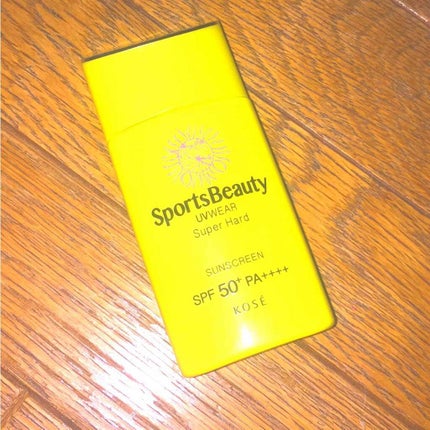 SportsBeauty
UVWEAR
Super Hard
SUNSCREEN
SPF 50+ PA++++
KOSÉ